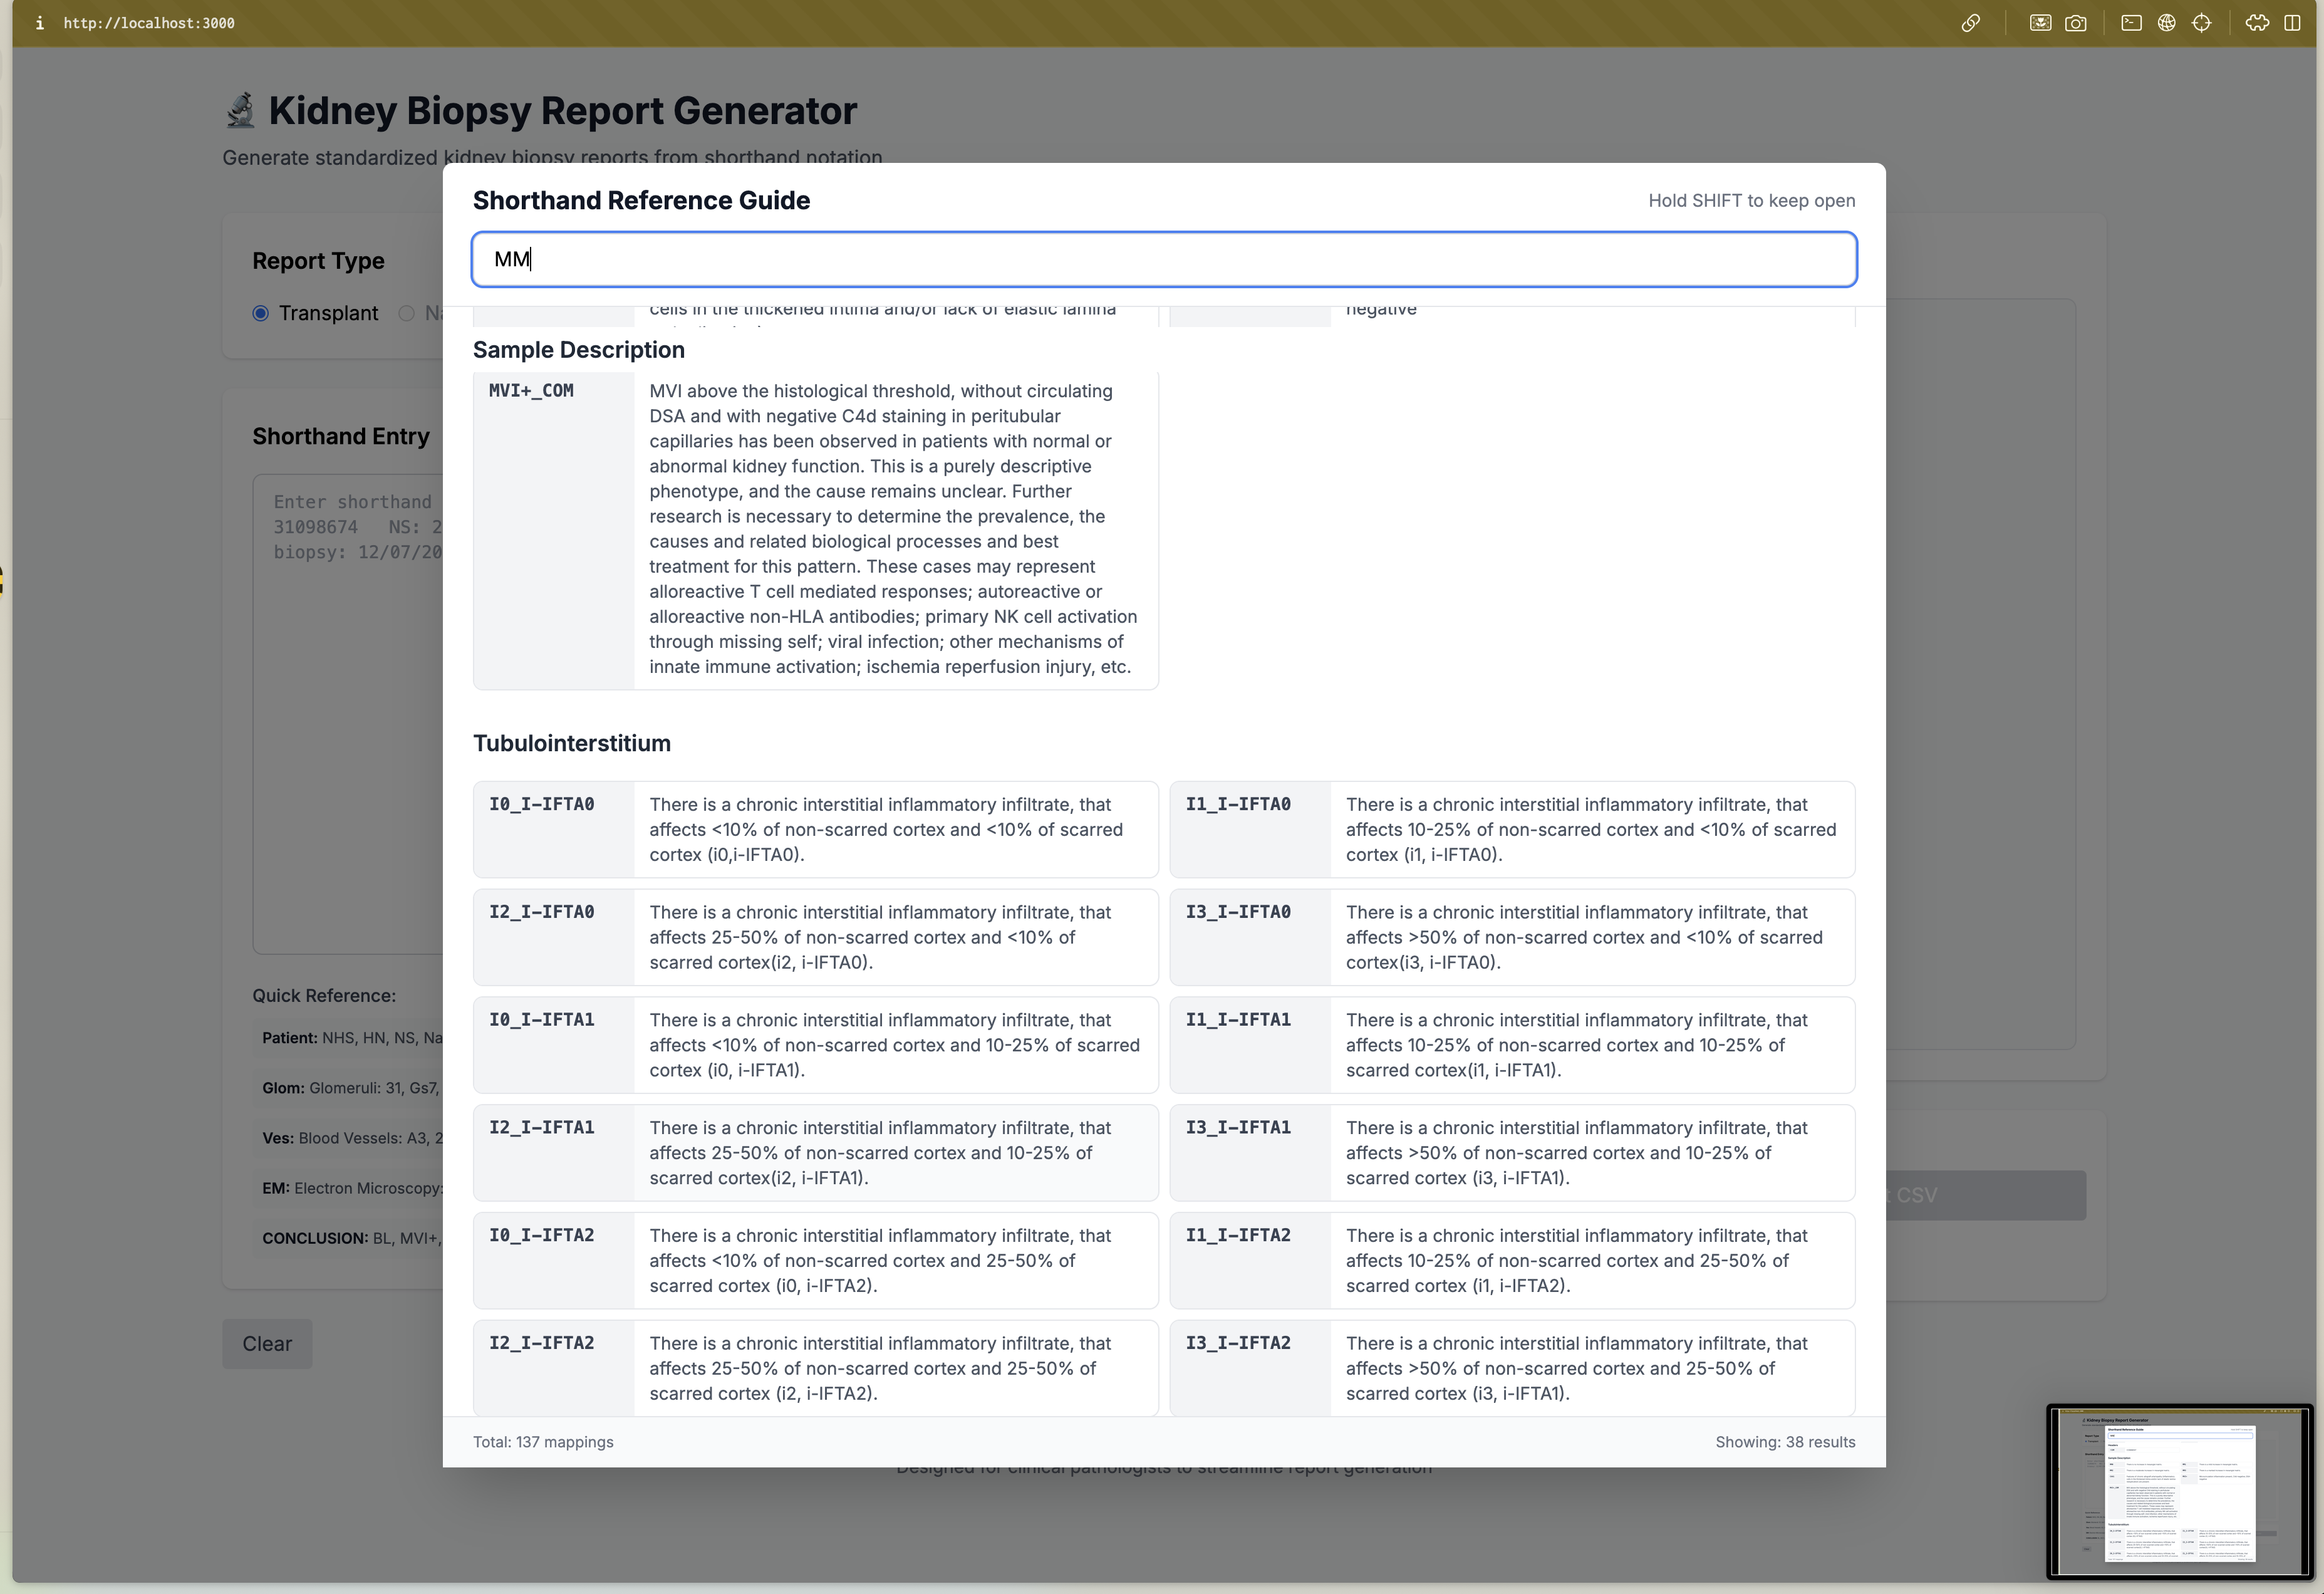 http://localhost:3000
🔬 Kidney Biopsy Report Generator
Generate standardized kidney biopsy reports from shorthand notation
Report Type
Transplant
Na
Shorthand Entry
Enter shorthand
31098674 NS: 2
biopsy: 12/07/20
Quick Reference:
Patient: NHS, HN, NS, Na
Glom: Glomeruli: 31, Gs7,
Ves: Blood Vessels: A3, 2
EM: Electron Microscopy:
CONCLUSION: BL, MVI+,
Clear
Shorthand Reference Guide
Hold SHIFT to keep open
MM
cells in the thickened intima and/or lack of elastic lamina
negative
Sample Description
MVI+_COM
MVI above the histological threshold, without circulating
DSA and with negative C4d staining in peritubular
capillaries has been observed in patients with normal or
abnormal kidney function. This is a purely descriptive
phenotype, and the cause remains unclear. Further
research is necessary to determine the prevalence, the
causes and related biological processes and best
treatment for this pattern. These cases may represent
alloreactive T cell mediated responses; autoreactive or
alloreactive non-HLA antibodies; primary NK cell activation
through missing self; viral infection; other mechanisms of
innate immune activation; ischemia reperfusion injury, etc.
Tubulointerstitium
I0_I-IFTA0
There is a chronic interstitial inflammatory infiltrate, that
affects <10% of non-scarred cortex and <10% of scarred
cortex (i0,i-IFTA0).
I1_I-IFTA0
There is a chronic interstitial inflammatory infiltrate, that
affects 10-25% of non-scarred cortex and <10% of scarred
cortex (i1, i-IFTA0).
I2_I-IFTA0
There is a chronic interstitial inflammatory infiltrate, that
affects 25-50% of non-scarred cortex and <10% of
scarred cortex(i2, i-IFTA0).
I3_I-IFTA0
There is a chronic interstitial inflammatory infiltrate, that
affects >50% of non-scarred cortex and <10% of scarred
cortex(i3, i-IFTA0).
I0_I-IFTA1
There is a chronic interstitial inflammatory infiltrate, that
affects <10% of non-scarred cortex and 10-25% of scarred
cortex (i0, i-IFTA1).
I1_I-IFTA1
There is a chronic interstitial inflammatory infiltrate, that
affects 10-25% of non-scarred cortex and 10-25% of
scarred cortex(i1, i-IFTA1).
I2_I-IFTA1
There is a chronic interstitial inflammatory infiltrate, that
affects 25-50% of non-scarred cortex and 10-25% of
scarred cortex(i2, i-IFTA1).
I3_I-IFTA1
There is a chronic interstitial inflammatory infiltrate, that
affects >50% of non-scarred cortex and 10-25% of
scarred cortex (i3, i-IFTA1).
I0_I-IFTA2
There is a chronic interstitial inflammatory infiltrate, that
affects <10% of non-scarred cortex and 25-50% of
scarred cortex (i0, i-IFTA2).
I1_I-IFTA2
There is a chronic interstitial inflammatory infiltrate, that
affects 10-25% of non-scarred cortex and 25-50% of
scarred cortex (i1, i-IFTA2).
I2_I-IFTA2
There is a chronic interstitial inflammatory infiltrate, that
affects 25-50% of non-scarred cortex and 25-50% of
scarred cortex (i2, i-IFTA2).
I3_I-IFTA2
There is a chronic interstitial inflammatory infiltrate, that
affects >50% of non-scarred cortex and 25-50% of
scarred cortex (i3, i-IFTA1).
Total: 137 mappings
Showing: 38 results
t CSV
Designed for clinical pathologists to streamline report generation